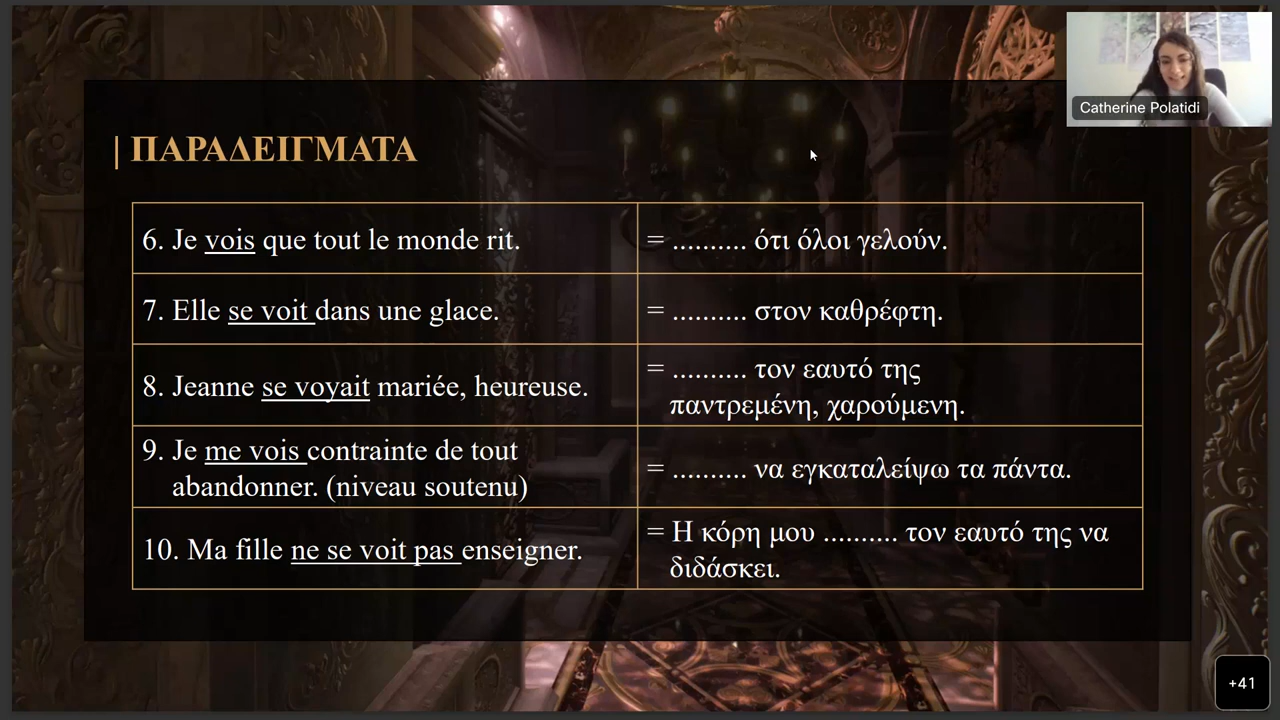 Catherine Polatidi
| ΠΑΡΑΔΕΙΓΜΑΤΑ
6. Je vois que tout le monde rit.
= .......... ότι όλοι γελούν.
7. Elle se voit dans une glace.
= .......... στον καθρέφτη.
8. Jeanne se voyait mariée, heureuse.
= .......... τον εαυτό της
παντρεμένη, χαρούμενη.
9. Je me vois contrainte de tout
abandonner. (niveau soutenu)
= .......... να εγκαταλείψω τα πάντα.
10. Ma fille ne se voit pas enseigner.
= Η κόρη μου .......... τον εαυτό της να
διδάσκει.
+41